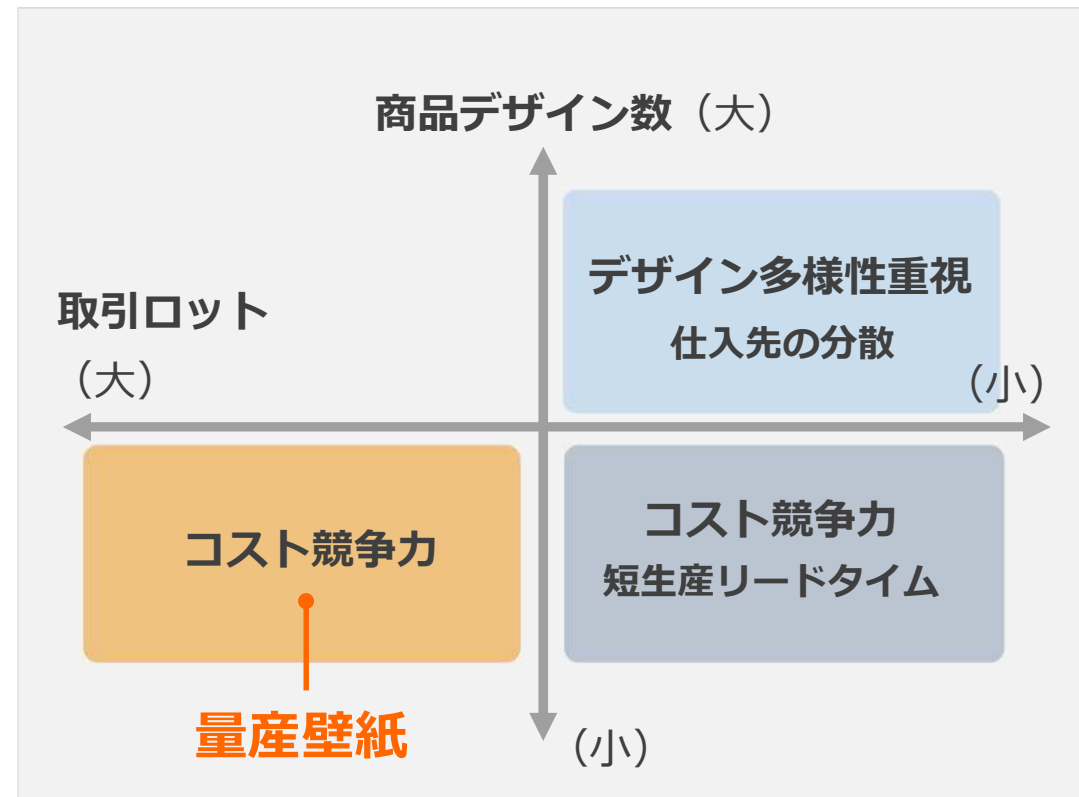 商品デザイン数（大）
デザイン多様性重視
仕入先の分散
取引ロット
（大）
（小）
コスト競争力
コスト競争力
短生産リードタイム
量産壁紙
（小）